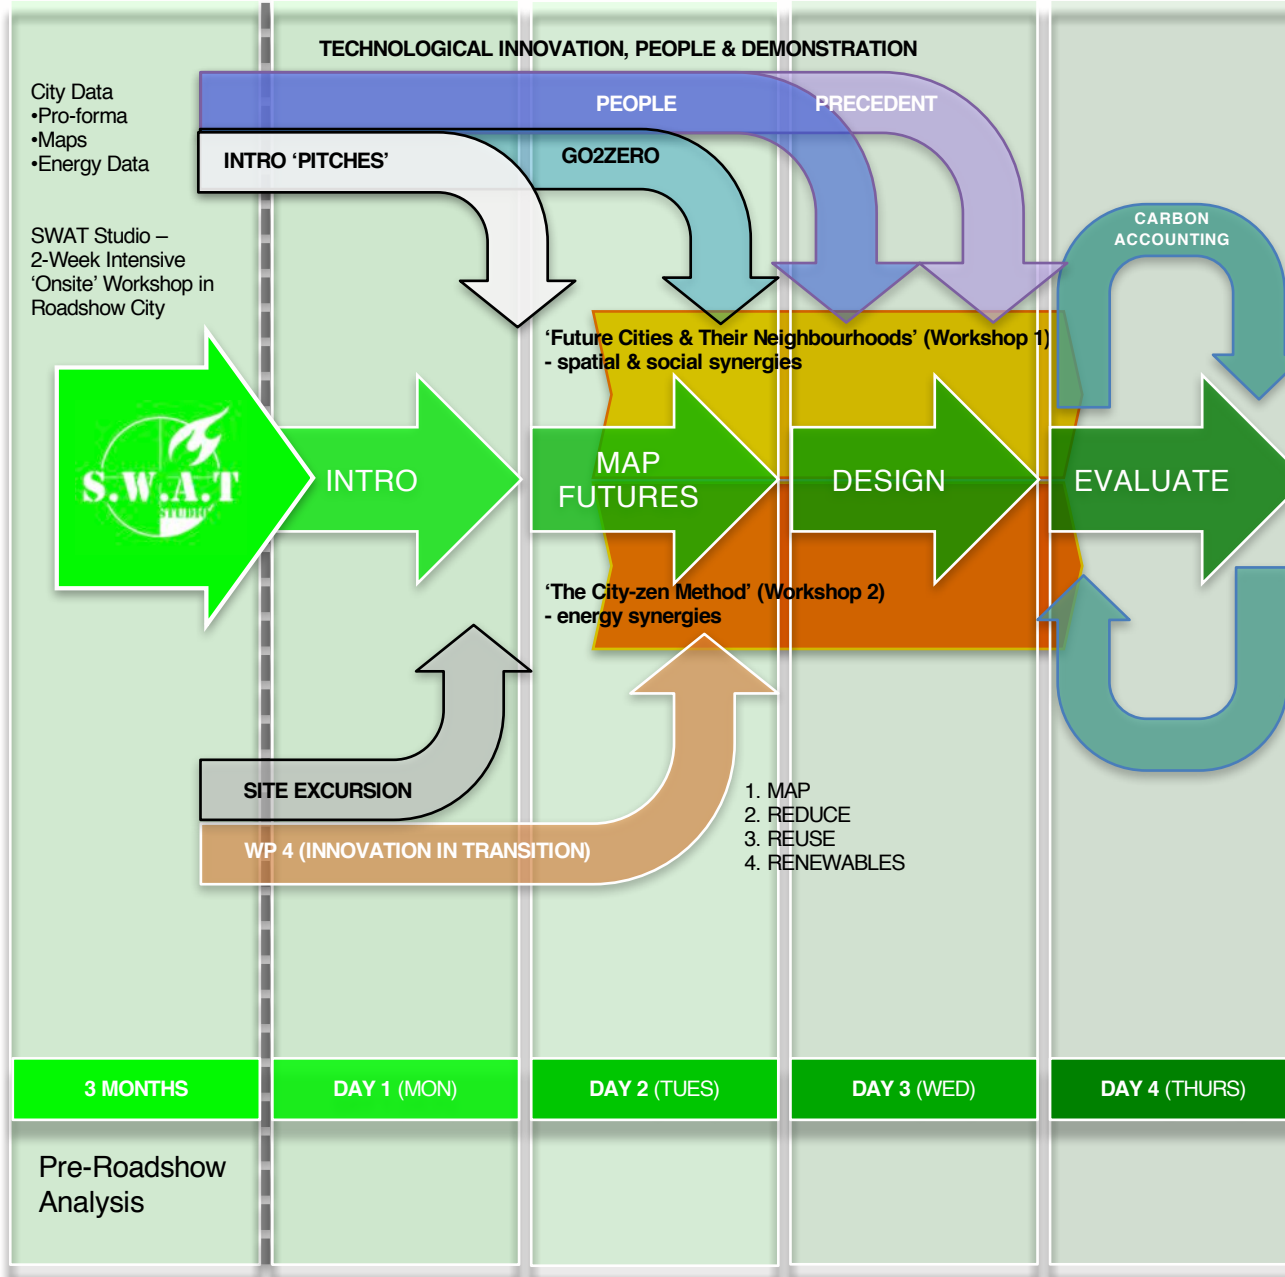 TECHNOLOGICAL INNOVATION, PEOPLE & DEMONSTRATION
City Data
•Pro-forma
•Maps
•Energy Data
PEOPLE
PRECEDENT
INTRO ‘PITCHES’
GO2ZERO
SWAT Studio –
2-Week Intensive
‘Onsite’ Workshop in
Roadshow City
CARBON
ACCOUNTING
‘Future Cities & Their Neighbourhoods’ (Workshop 1)
- spatial & social synergies
S.W.A.T
STUDIO
INTRO
MAP
FUTURES
DESIGN
EVALUATE
‘The City-zen Method’ (Workshop 2)
- energy synergies
SITE EXCURSION
WP 4 (INNOVATION IN TRANSITION)
1. MAP
2. REDUCE
3. REUSE
4. RENEWABLES
3 MONTHS
DAY 1 (MON)
DAY 2 (TUES)
DAY 3 (WED)
DAY 4 (THURS)
Pre-Roadshow
Analysis